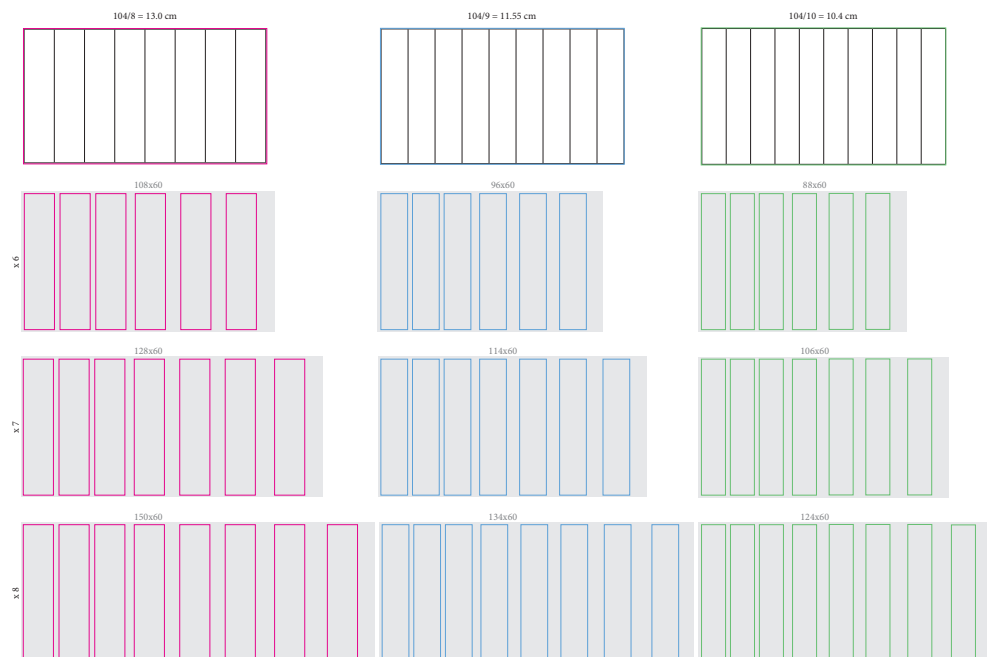 104/8 = 13.0 cm
104/9 = 11.55 cm
104/10 = 10.4 cm
108x60
96x60
88x60
x 6
128x60
114x60
106x60
x 7
150x60
134x60
124x60
x 8